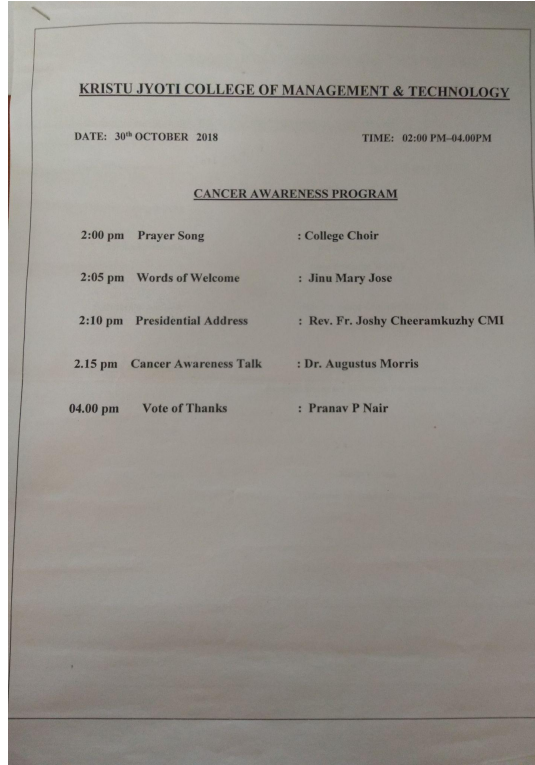 KRISTU JYOTI COLLEGE OF MANAGEMENT & TECHNOLOGY
DATE: 30th OCTOBER 2018 TIME: 02:00 PM–04.00PM
CANCER AWARENESS PROGRAM
2:00 pm Prayer Song : College Choir
2:05 pm Words of Welcome : Jinu Mary Jose
2:10 pm Presidential Address : Rev. Fr. Joshy Cheeramkuzhy CMI
2.15 pm Cancer Awareness Talk : Dr. Augustus Morris
04.00 pm Vote of Thanks : Pranav P Nair